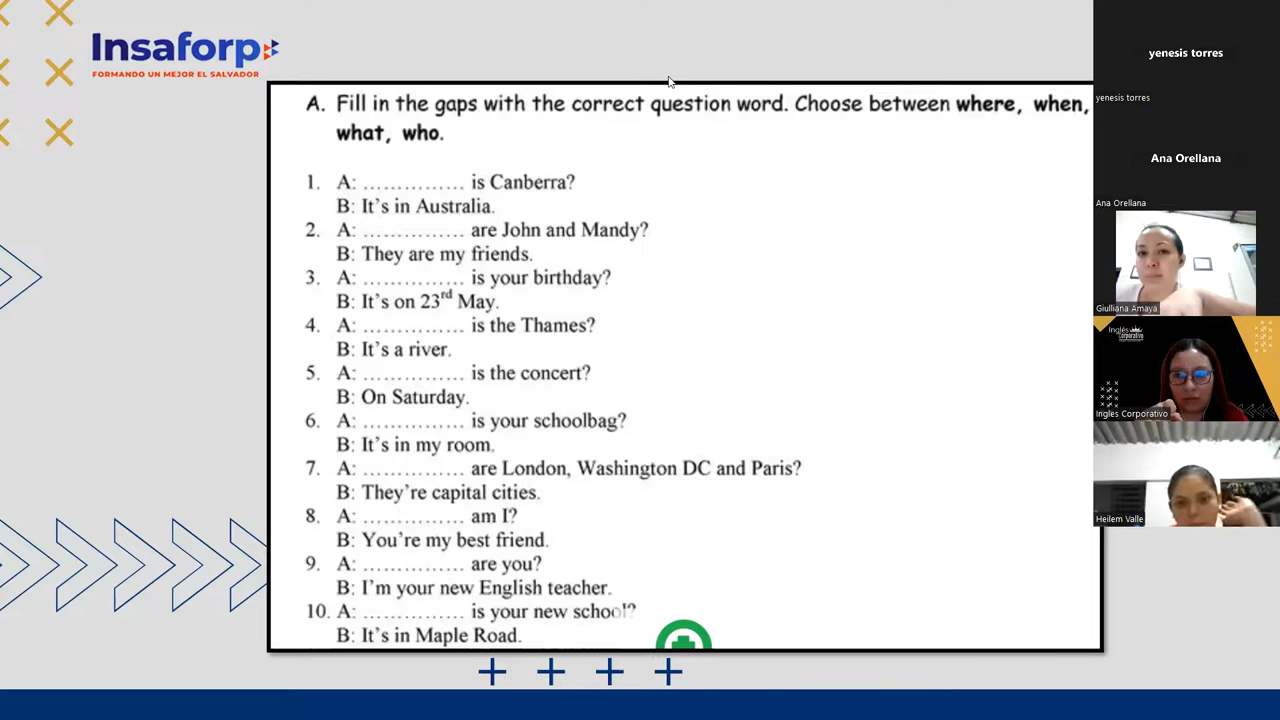 Insaforp
FORMANDO UN MEJOR EL SALVADOR
A. Fill in the gaps with the correct question word. Choose between where, when,
what, who.
1. A: ............... is Canberra?
B: It's in Australia.
2. A: ............... are John and Mandy?
B: They are my friends.
3. A: ............... is your birthday?
B: It's on 23rd May.
4. A: ............... is the Thames?
B: It's a river.
5. A: ............... is the concert?
B: On Saturday.
6. A: ............... is your schoolbag?
B: It's in my room.
7. A: ............... are London, Washington DC and Paris?
B: They're capital cities.
8. A: ............... am I?
B: You're my best friend.
9. A: ............... are you?
B: I'm your new English teacher.
10. A: ............... is your new school?
B: It's in Maple Road.
yenesis torres
yenesis torres
Ana Orellana
Ana Orellana
Giulliana Amaya
Inglés
Corporativo
Ingles Corporativo
Heilem Valle